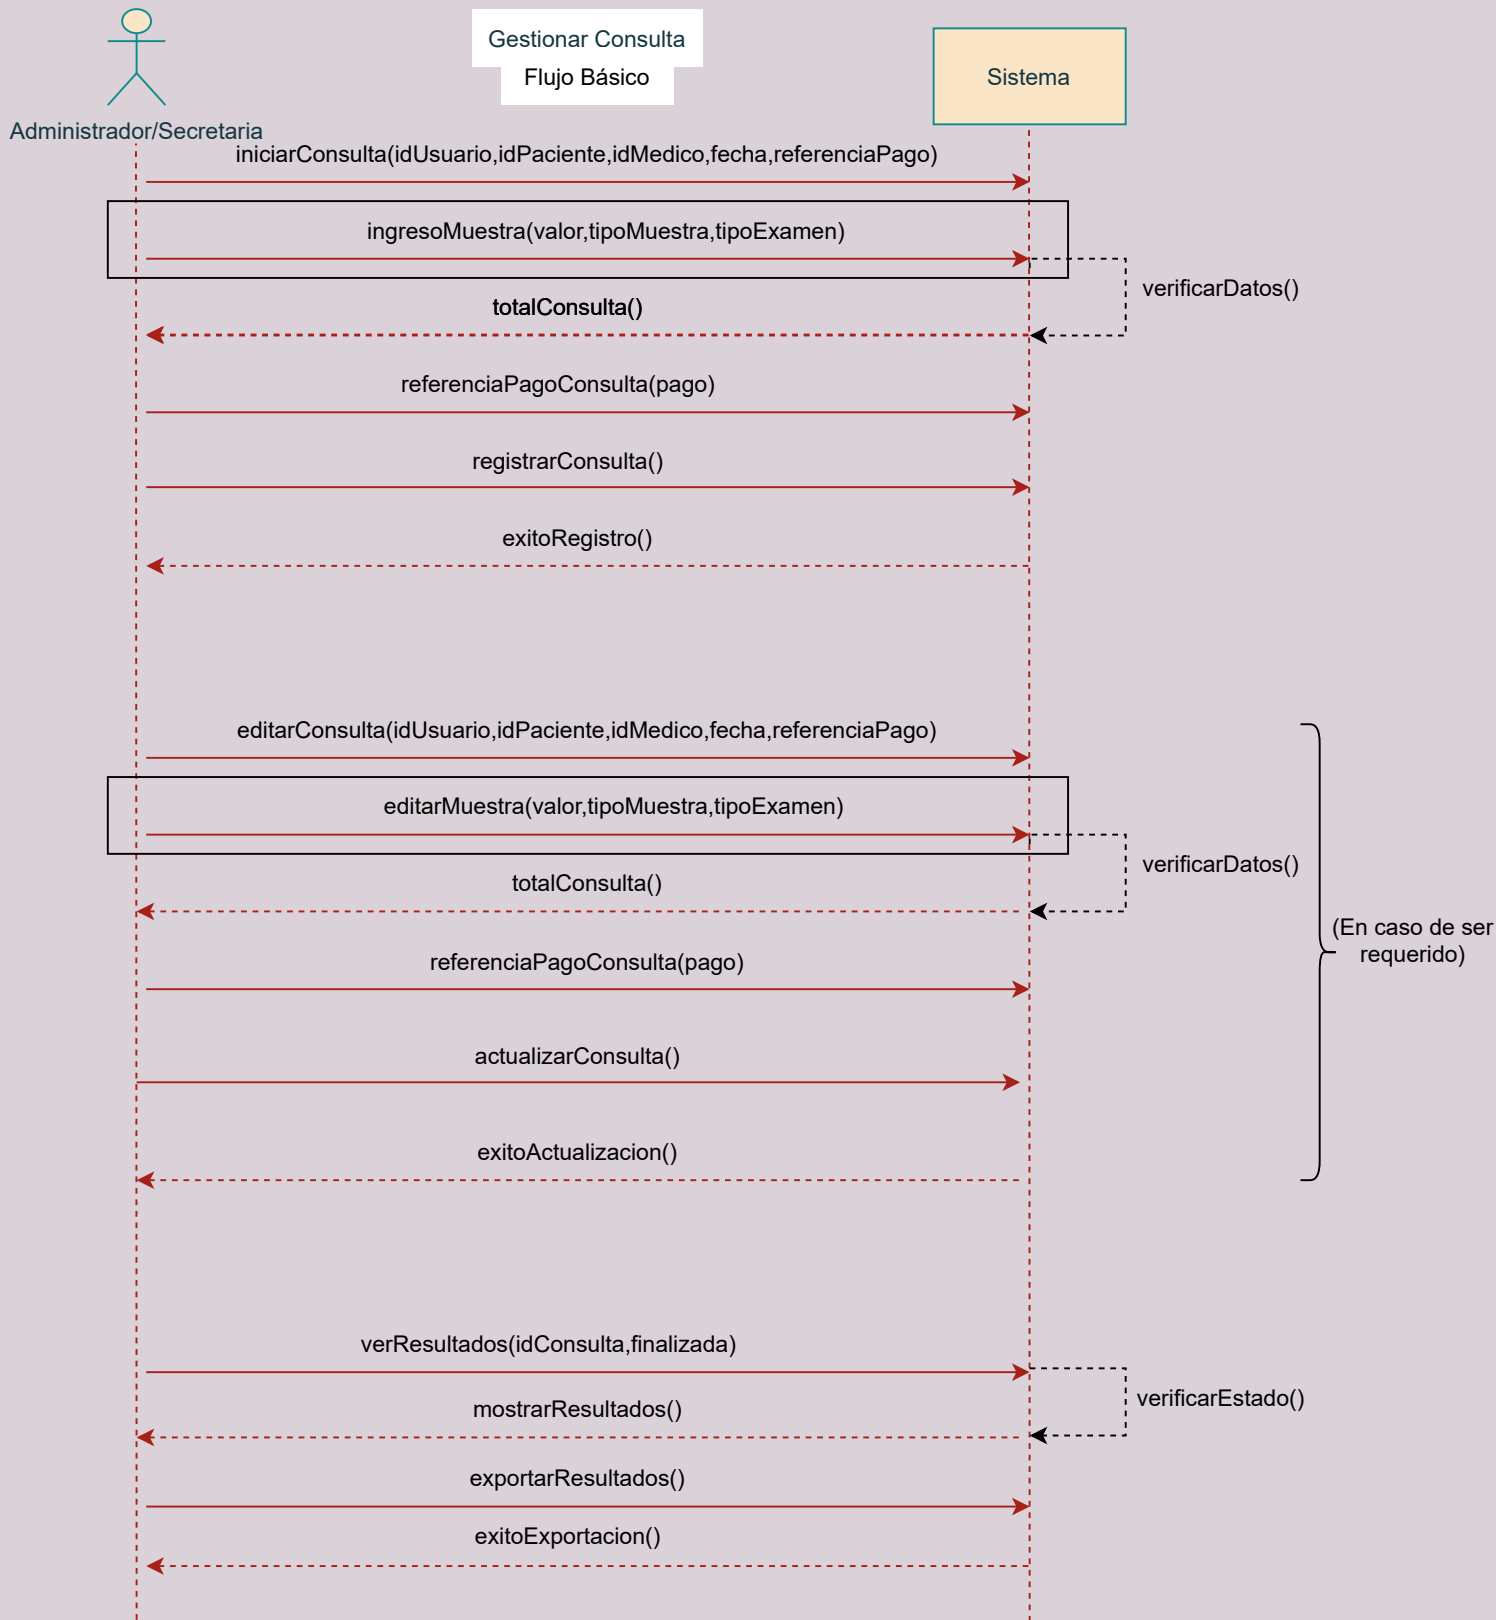 Gestionar Consulta
Flujo Básico
Sistema
Administrador/Secretaria
iniciarConsulta(idUsuario,idPaciente,idMedico,fecha,referenciaPago)
ingresoMuestra(valor,tipoMuestra,tipoExamen)
verificarDatos()
totalConsulta()
referenciaPagoConsulta(pago)
registrarConsulta()
exitoRegistro()
editarConsulta(idUsuario,idPaciente,idMedico,fecha,referenciaPago)
editarMuestra(valor,tipoMuestra,tipoExamen)
verificarDatos()
totalConsulta()
(En caso de ser
requerido)
referenciaPagoConsulta(pago)
actualizarConsulta()
exitoActualizacion()
verResultados(idConsulta,finalizada)
verificarEstado()
mostrarResultados()
exportarResultados()
exitoExportacion()